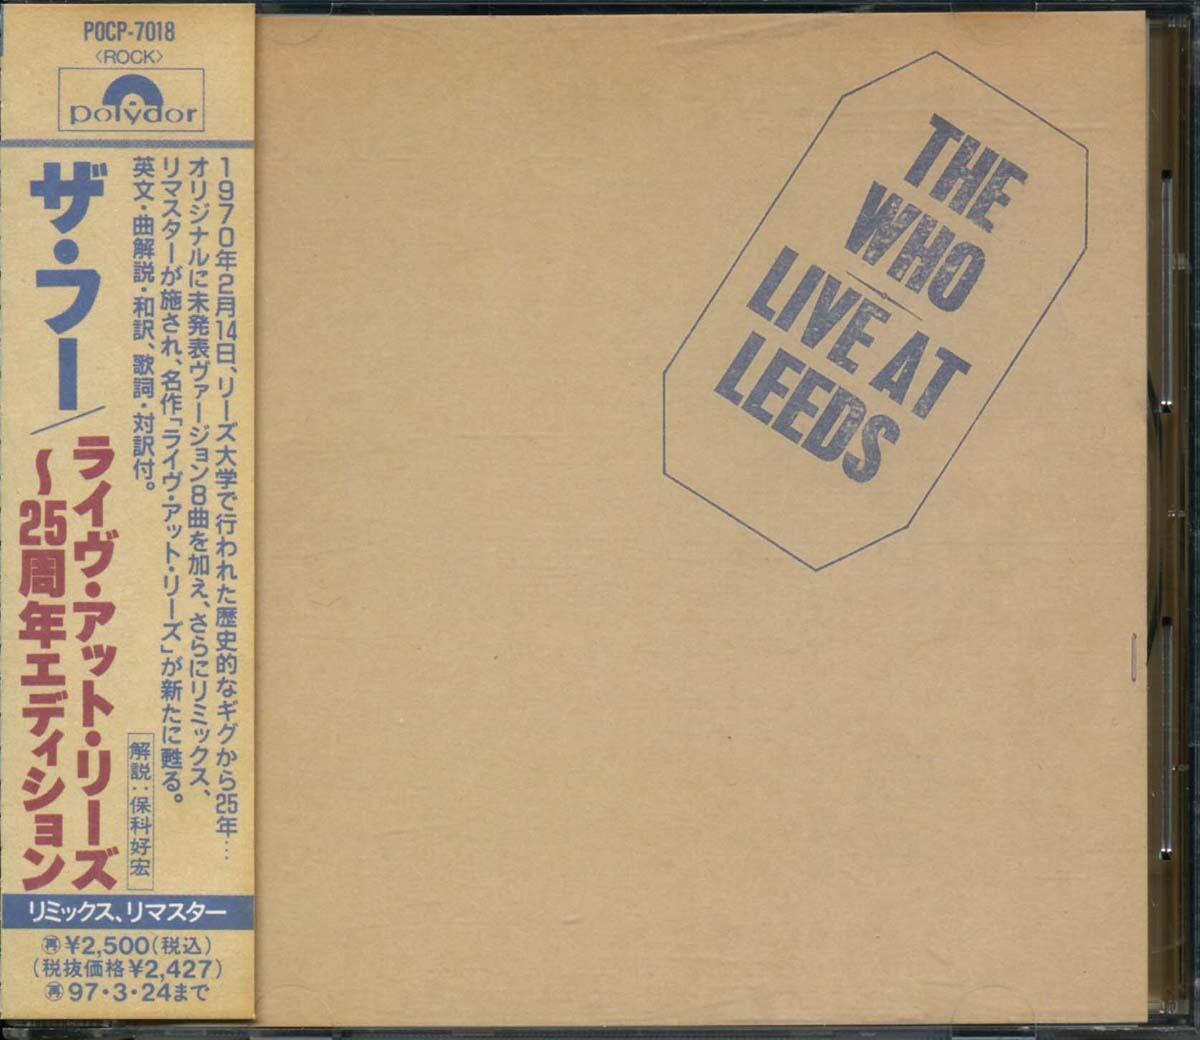 POCP-7018
〈ROCK〉
polydor
ザ・フー／
ライヴ・アット・リーズ
〜25周年エディション
1970年2月14日、リーズ大学で行われた歴史的なギグから25年…
オリジナルに未発表ヴァージョン8曲を加え、さらにリミックス、
リマスターが施され、名作「ライヴ・アット・リーズ」が新たに甦る。
英文・曲解説・和訳、歌詞・対訳付。
解説:保科好宏
リミックス、リマスター
㊢¥2,500(税込)
(税抜価格¥2,427)
㊢97・3・24まで
THE
WHO
LIVE AT
LEEDS